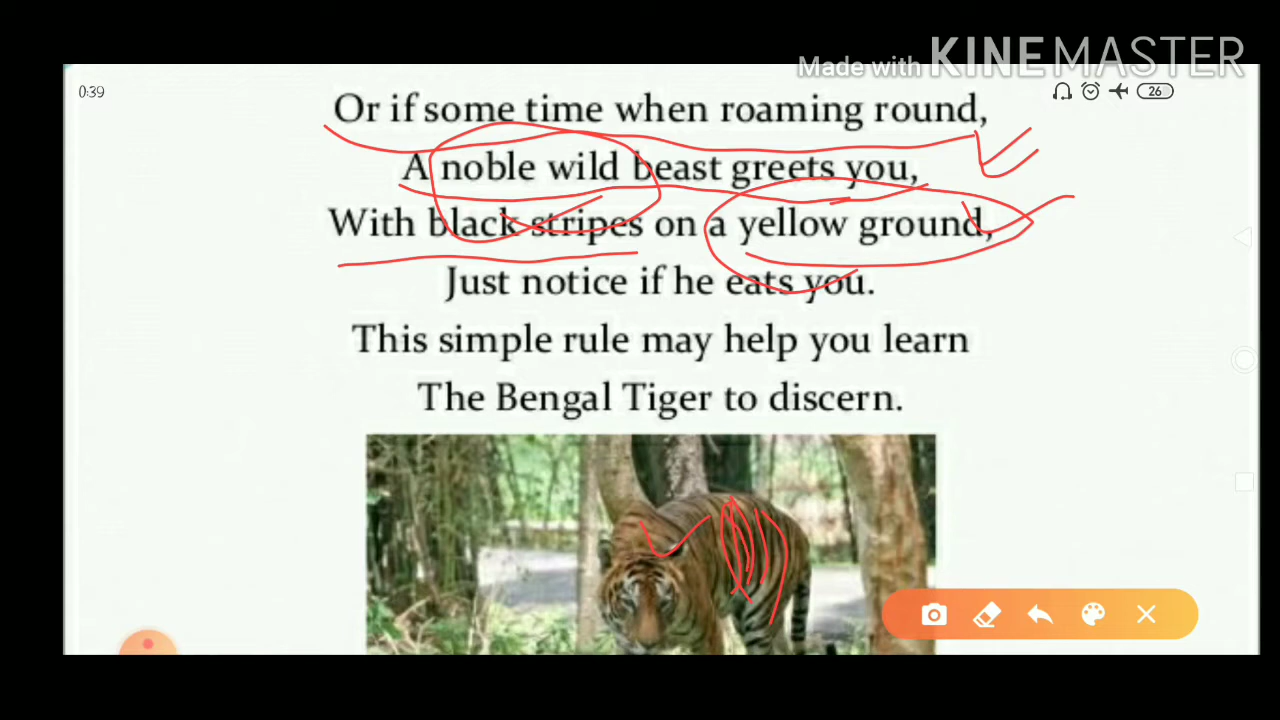 Made with KINEMASTER
0:39
26
Or if some time when roaming round,
A noble wild beast greets you,
With black stripes on a yellow ground,
Just notice if he eats you.
This simple rule may help you learn
The Bengal Tiger to discern.